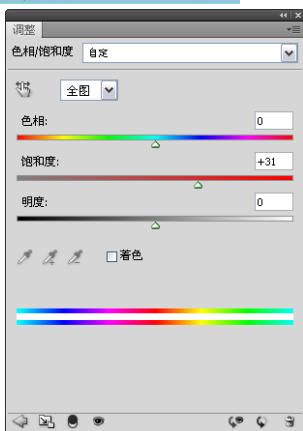 调整
色相/饱和度 自定
全图
色相: 0
饱和度: +31
明度: 0
着色